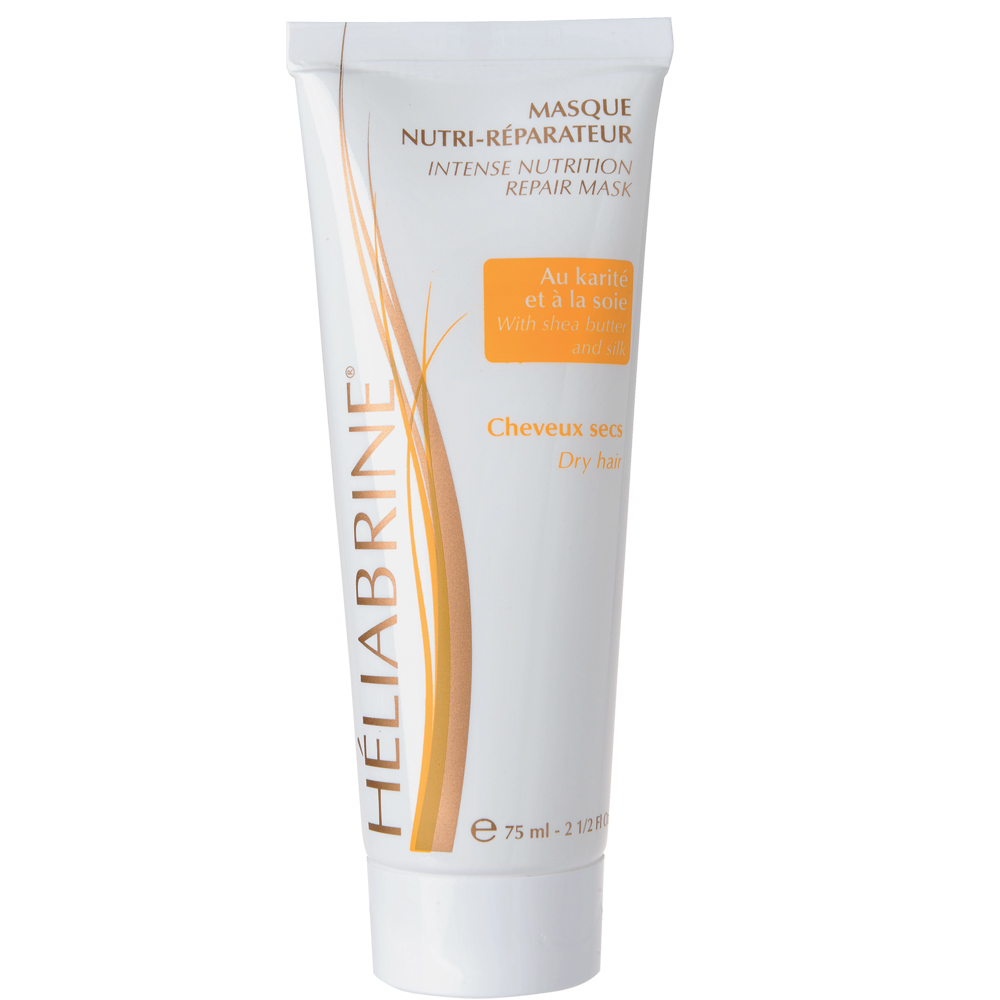 MASQUE
NUTRI-RÉPARATEUR
INTENSE NUTRITION
REPAIR MASK
Au karité
et à la soie
With shea butter
and silk
Cheveux secs
Dry hair
HÉLIABRINE®
e 75 ml - 2 1/2 Fl